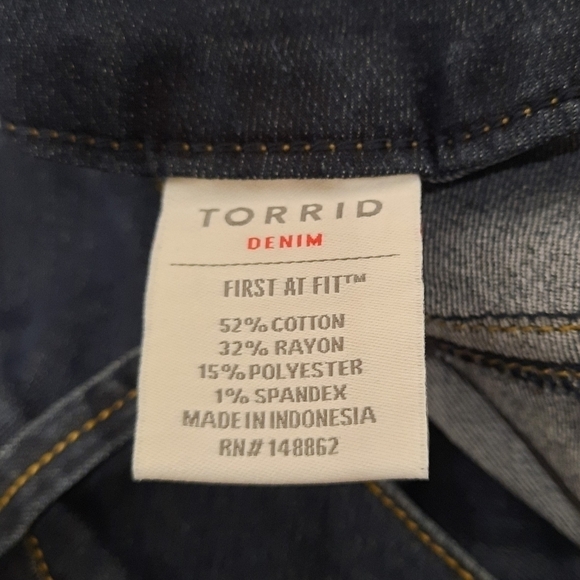 TORRID
DENIM
FIRST AT FIT™
52% COTTON
32% RAYON
15% POLYESTER
1% SPANDEX
MADE IN INDONESIA
RN# 148862